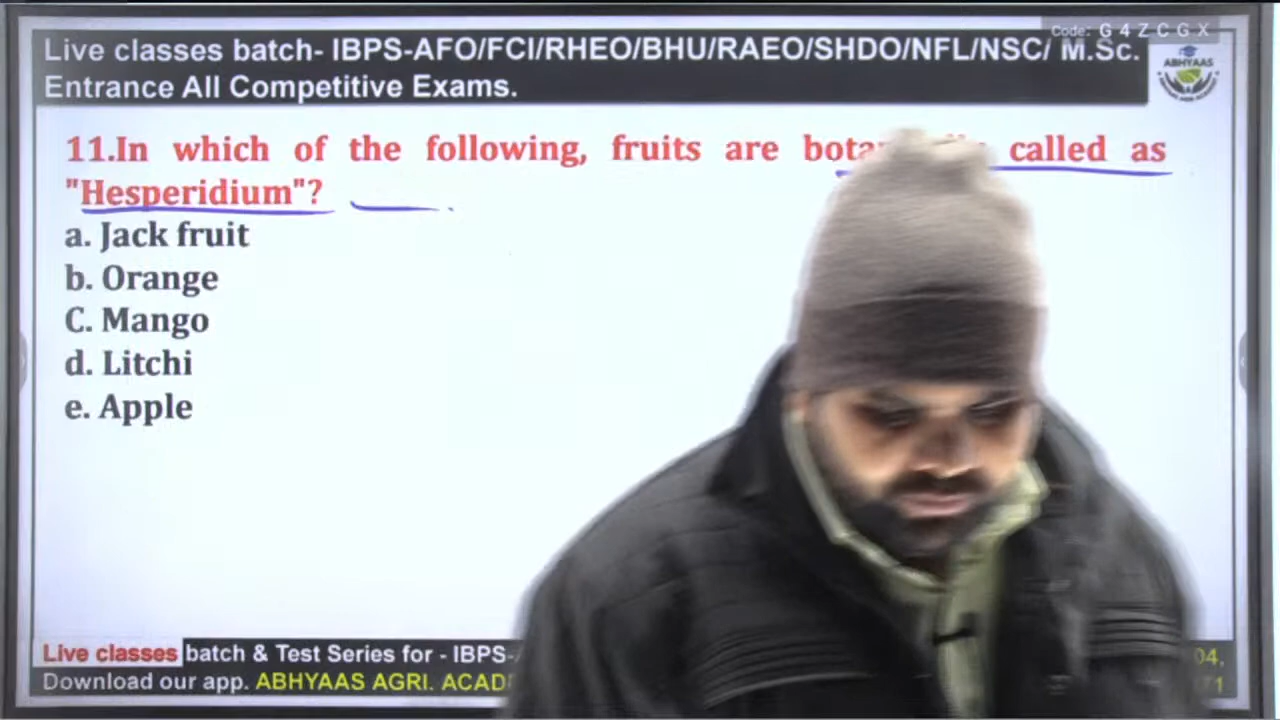 Code: G 4 Z C G X
Live classes batch- IBPS-AFO/FCI/RHEO/BHU/RAEO/SHDO/NFL/NSC/ M.Sc.
Entrance All Competitive Exams.
ABHYAAS
11.In which of the following, fruits are called as
"Hesperidium"?
a. Jack fruit
b. Orange
C. Mango
d. Litchi
e. Apple
Live classes batch & Test Series for - IBPS-
04,
Download our app. ABHYAAS AGRI.
71